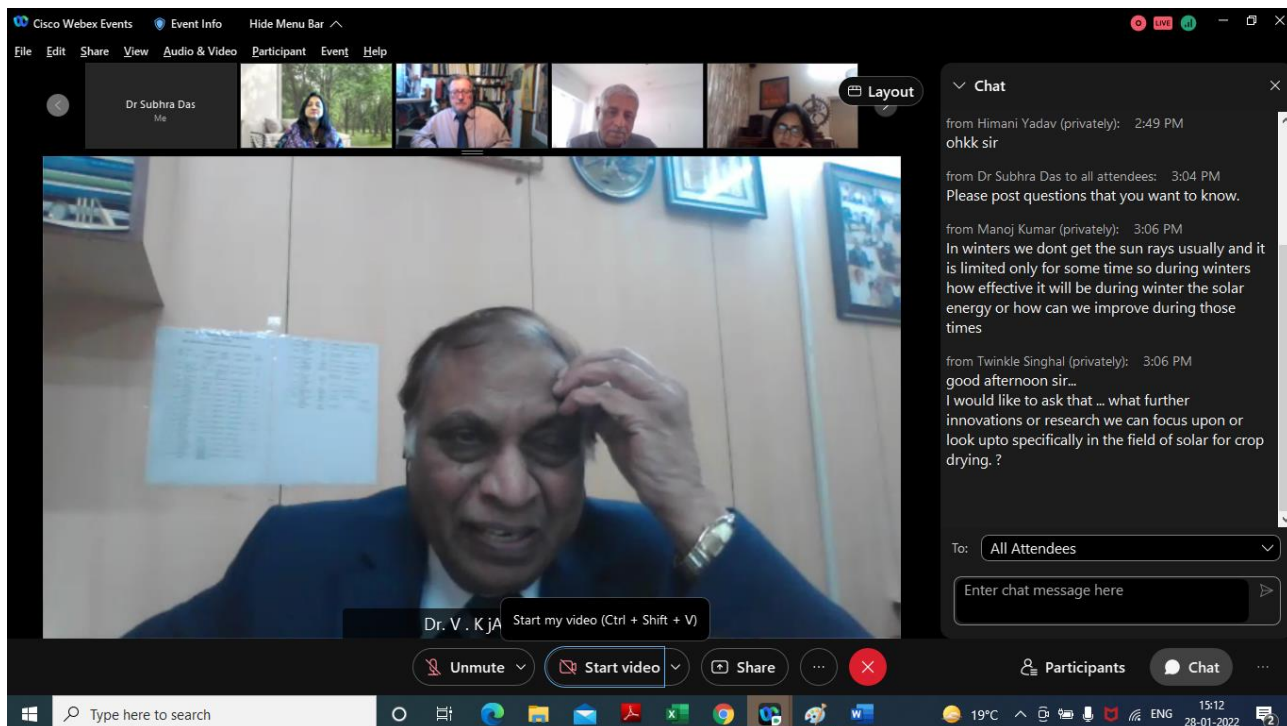 Cisco Webex Events
Event Info
Hide Menu Bar
LIVE
File Edit Share View Audio & Video Participant Event Help
Dr Subhra Das
Me
Layout
Chat
from Himani Yadav (privately): 2:49 PM
ohkk sir
from Dr Subhra Das to all attendees: 3:04 PM
Please post questions that you want to know.
from Manoj Kumar (privately): 3:06 PM
In winters we dont get the sun rays usually and it
is limited only for some time so during winters
how effective it will be during winter the solar
energy or how can we improve during those
times
from Twinkle Singhal (privately): 3:06 PM
good afternoon sir...
I would like to ask that ... what further
innovations or research we can focus upon or
look upto specifically in the field of solar for crop
drying. ?
To: All Attendees
Enter chat message here
Dr. V . K jA
Start my video (Ctrl + Shift + V)
Unmute
Start video
Share
Participants
Chat
Type here to search
19°C
ENG
15:12
28-01-2022